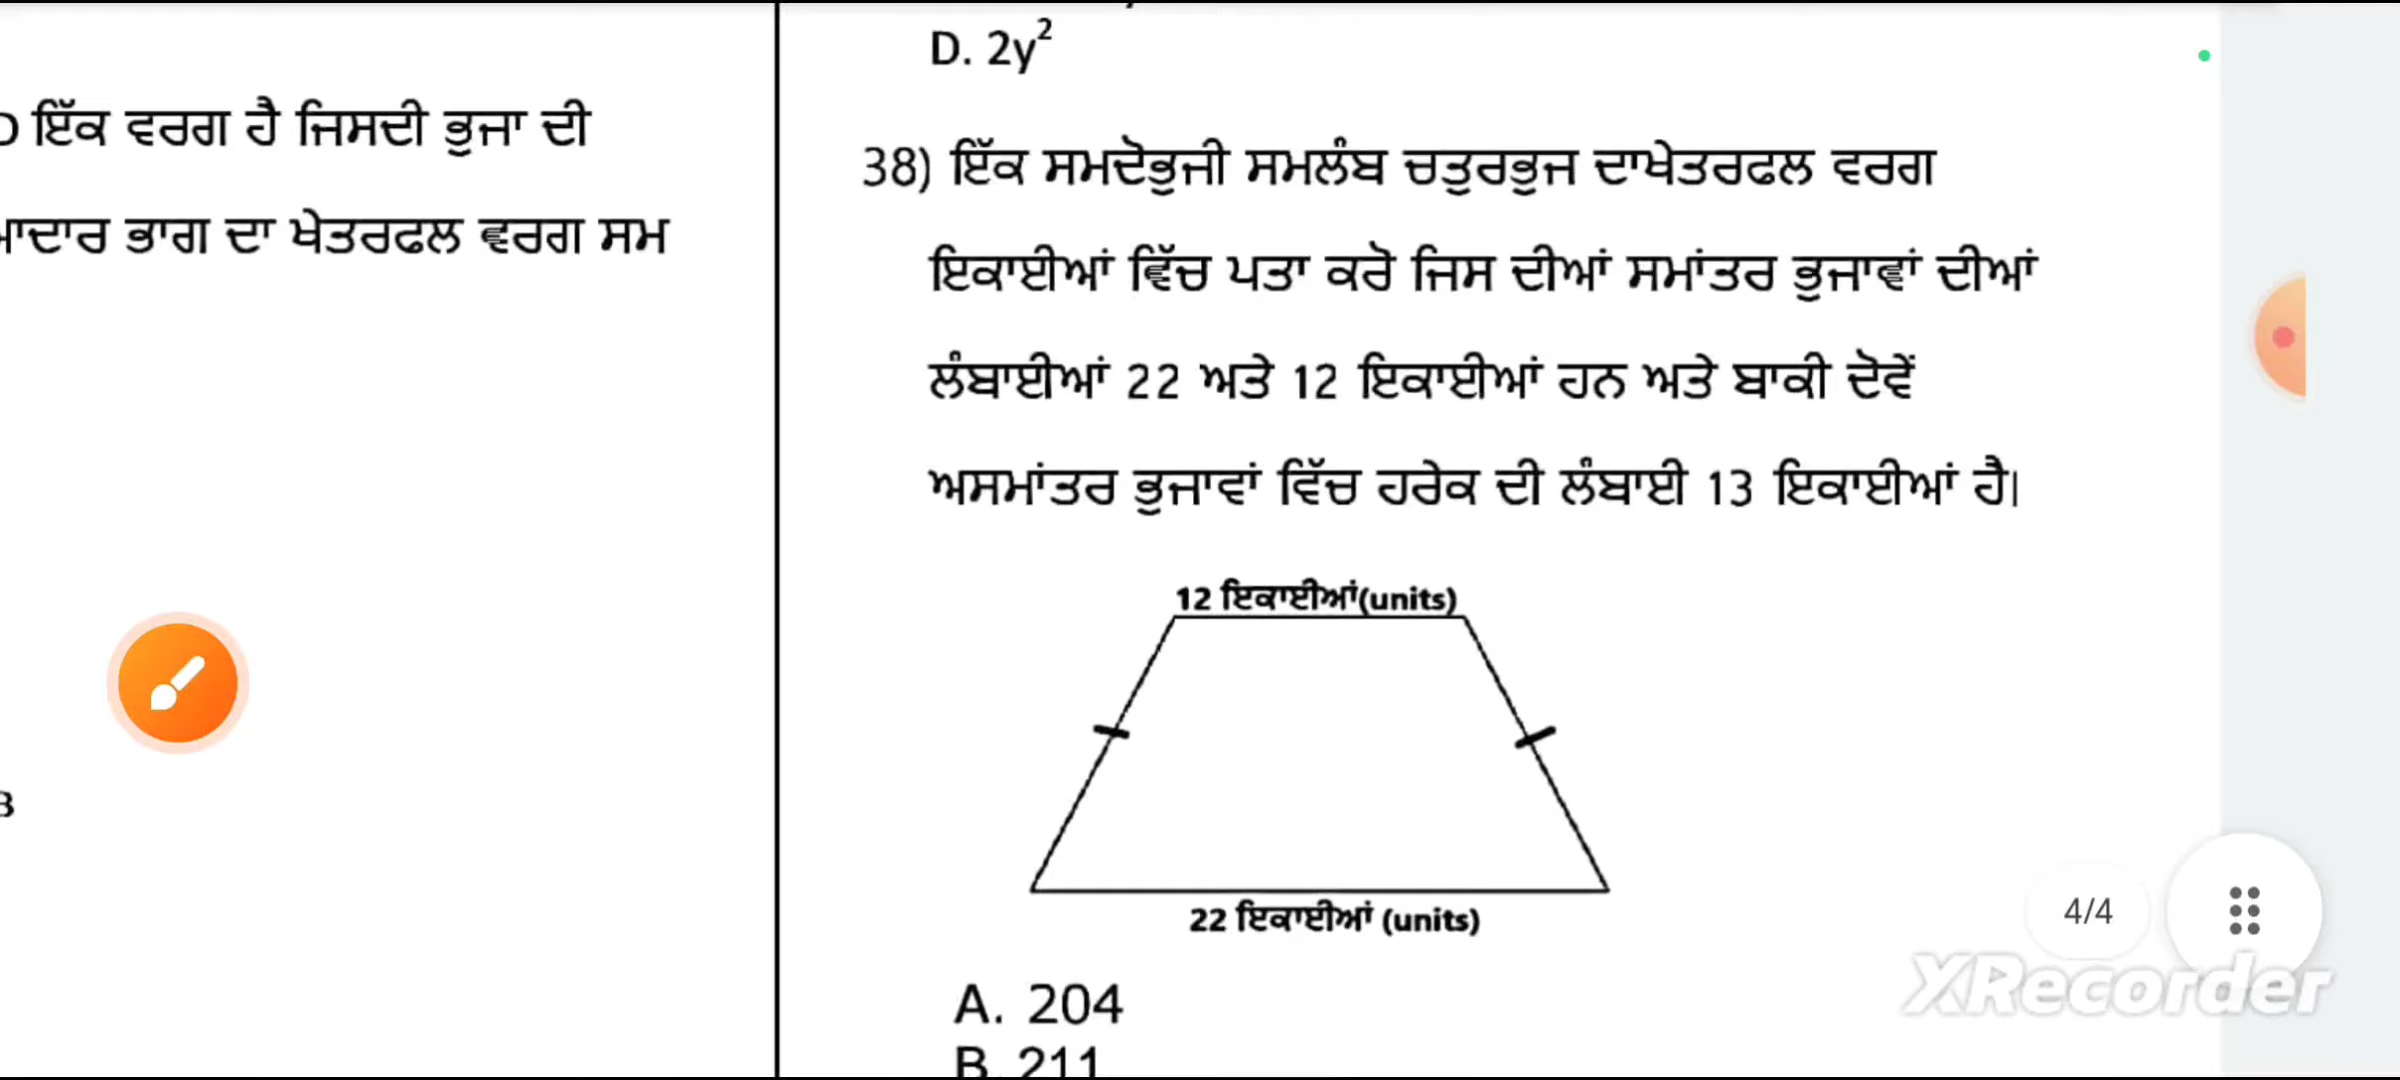 ਇੱਕ ਵਰਗ ਹੈ ਜਿਸਦੀ ਭੁਜਾ ਦੀ
ਭਾਗ ਦਾ ਖੇਤਰਫਲ ਵਰਗ ਸਮ
D. 2y²
38) ਇੱਕ ਸਮਦੋਭੁਜੀ ਸਮਲੰਬ ਚਤੁਰਭੁਜ ਦਾਖੇਤਰਫਲ ਵਰਗ
ਇਕਾਈਆਂ ਵਿੱਚ ਪਤਾ ਕਰੋ ਜਿਸ ਦੀਆਂ ਸਮਾਂਤਰ ਭੁਜਾਵਾਂ ਦੀਆਂ
ਲੰਬਾਈਆਂ 22 ਅਤੇ 12 ਇਕਾਈਆਂ ਹਨ ਅਤੇ ਬਾਕੀ ਦੋਵੇਂ
ਅਸਮਾਂਤਰ ਭੁਜਾਵਾਂ ਵਿੱਚ ਹਰੇਕ ਦੀ ਲੰਬਾਈ 13 ਇਕਾਈਆਂ ਹੈ।
12 ਇਕਾਈਆਂ(units)
22 ਇਕਾਈਆਂ (units)
A. 204
B. 211
4/4
XRecorder